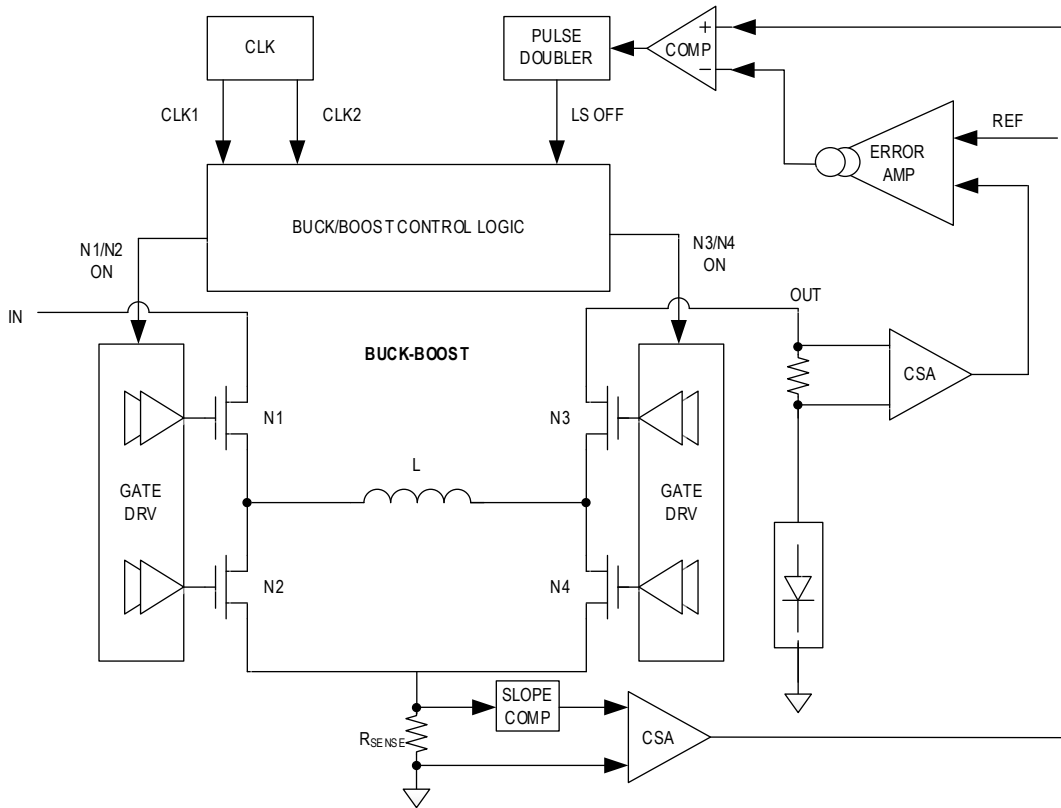 CLK
PULSE
DOUBLER
+
COMP
−
CLK1
CLK2
LS OFF
REF
ERROR
AMP
BUCK/BOOST CONTROL LOGIC
N1/N2
ON
N3/N4
ON
IN
OUT
BUCK-BOOST
CSA
N1
N3
L
GATE
DRV
GATE
DRV
N2
N4
SLOPE
COMP
RSENSE
CSA